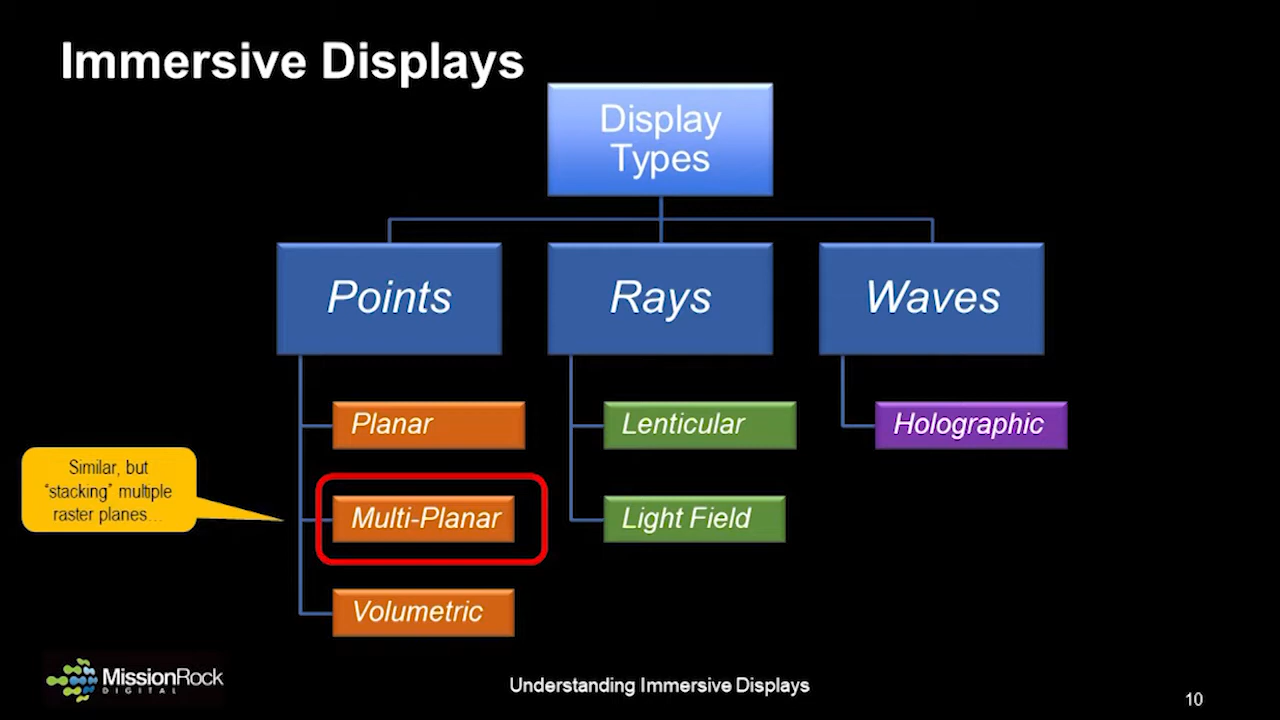 Immersive Displays
Display
Types
Points
Rays
Waves
Planar
Lenticular
Holographic
Similar, but
“stacking” multiple
raster planes…
Multi-Planar
Light Field
Volumetric
MissionRock
DIGITAL
Understanding Immersive Displays
10